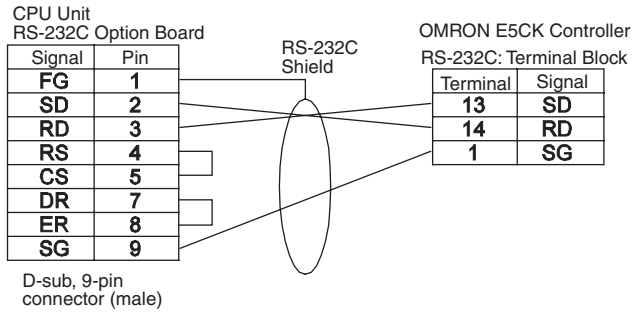 CPU Unit
RS-232C Option Board
Signal Pin
FG 1
SD 2
RD 3
RS 4
CS 5
DR 7
ER 8
SG 9
D-sub, 9-pin
connector (male)
RS-232C
Shield
OMRON E5CK Controller
RS-232C: Terminal Block
Terminal Signal
13 SD
14 RD
1 SG